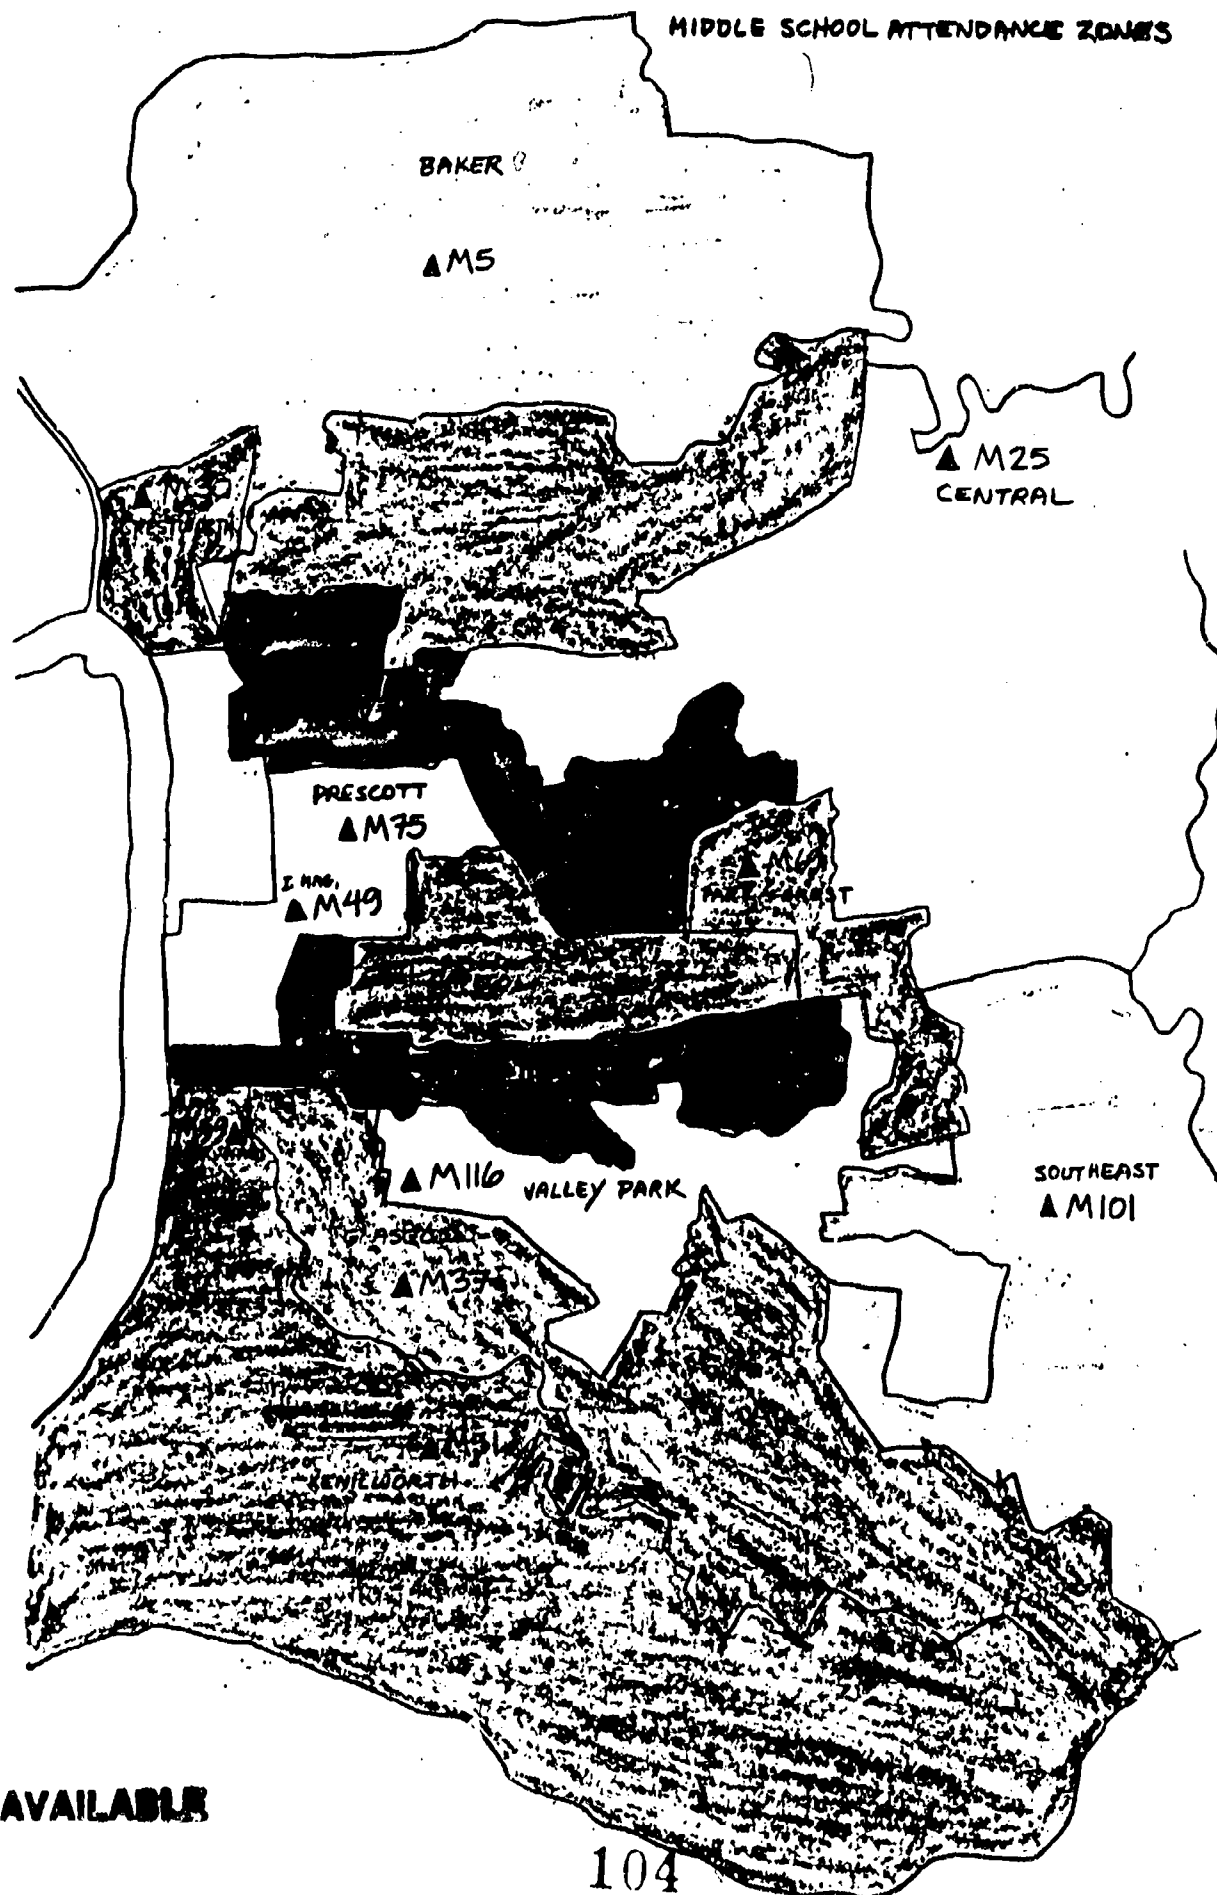 MIDDLE SCHOOL ATTENDANCE ZONES
BAKER
▲ M5
▲ M25
CENTRAL
PRESCOTT
▲ M75
▲ M49
▲ M116
VALLEY PARK
SOUTHEAST
▲ M101
▲ M37
KENILWORTH
AVAILABLE
104